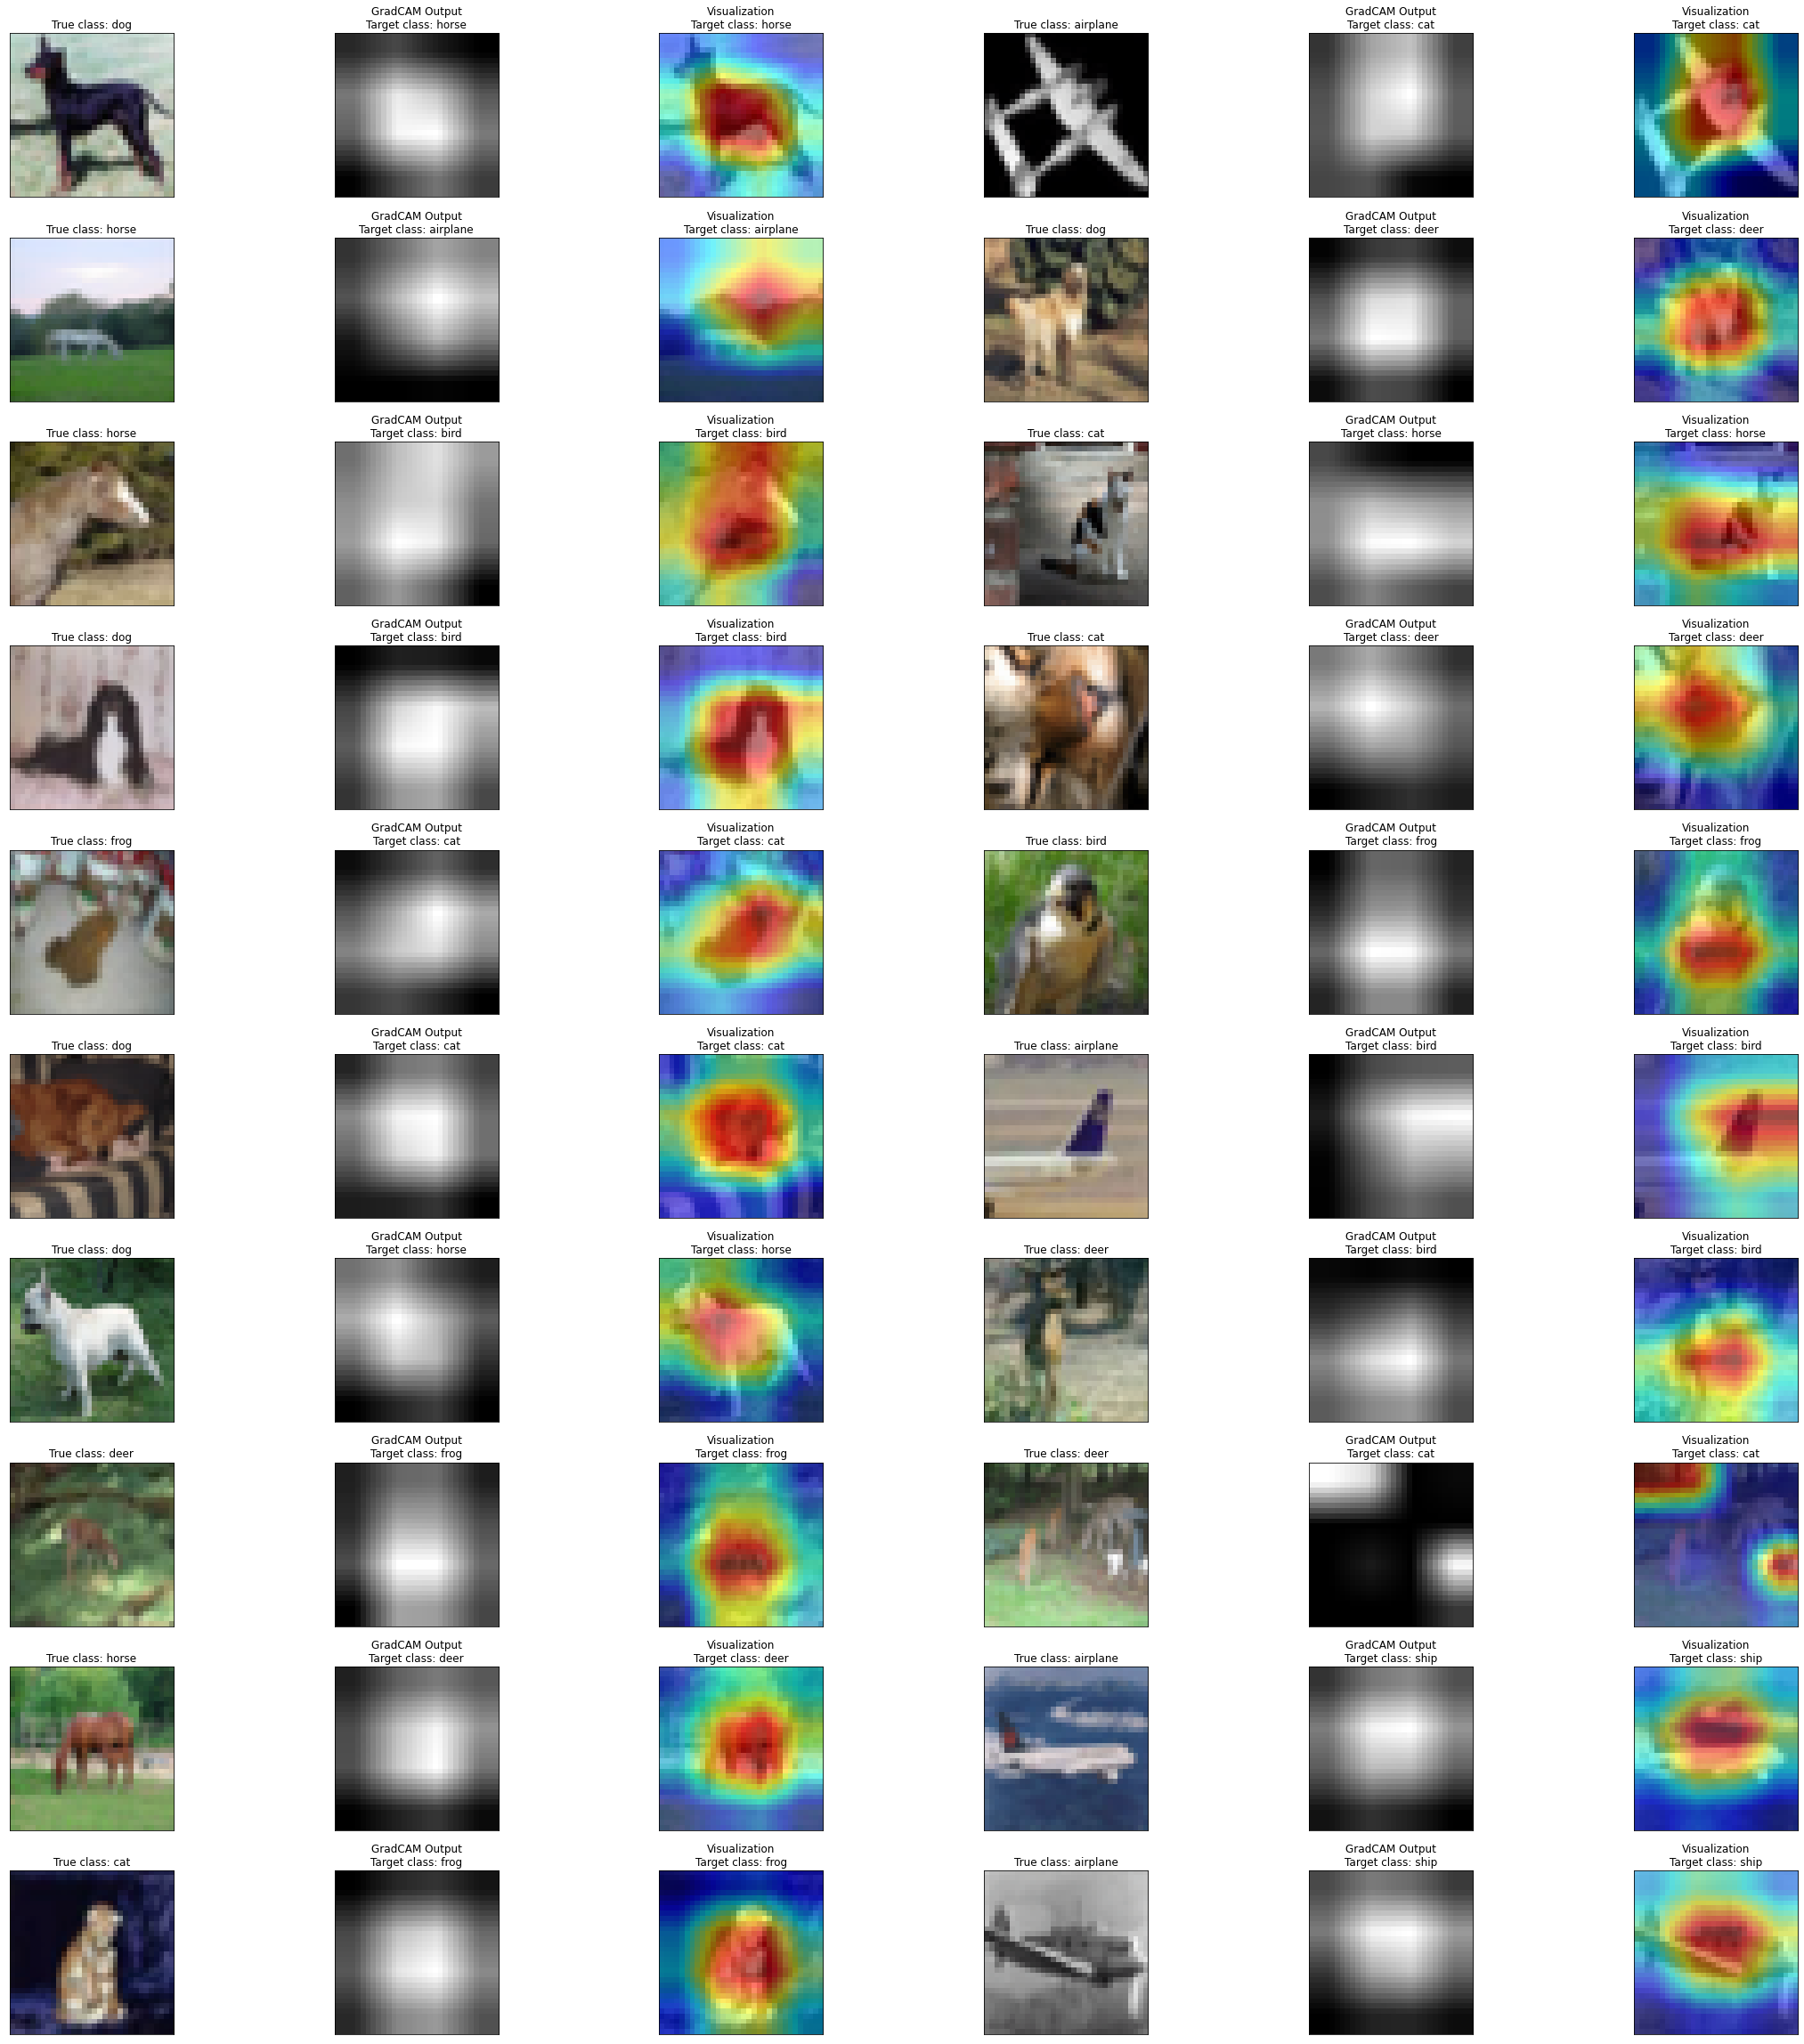 True class: dog
GradCAM Output
Target class: horse
Visualization
Target class: horse
True class: airplane
GradCAM Output
Target class: cat
Visualization
Target class: cat
True class: horse
GradCAM Output
Target class: airplane
Visualization
Target class: airplane
True class: dog
GradCAM Output
Target class: deer
Visualization
Target class: deer
True class: horse
GradCAM Output
Target class: bird
Visualization
Target class: bird
True class: cat
GradCAM Output
Target class: horse
Visualization
Target class: horse
True class: dog
GradCAM Output
Target class: bird
Visualization
Target class: bird
True class: cat
GradCAM Output
Target class: deer
Visualization
Target class: deer
True class: frog
GradCAM Output
Target class: cat
Visualization
Target class: cat
True class: bird
GradCAM Output
Target class: frog
Visualization
Target class: frog
True class: dog
GradCAM Output
Target class: cat
Visualization
Target class: cat
True class: airplane
GradCAM Output
Target class: bird
Visualization
Target class: bird
True class: dog
GradCAM Output
Target class: horse
Visualization
Target class: horse
True class: deer
GradCAM Output
Target class: bird
Visualization
Target class: bird
True class: deer
GradCAM Output
Target class: frog
Visualization
Target class: frog
True class: deer
GradCAM Output
Target class: cat
Visualization
Target class: cat
True class: horse
GradCAM Output
Target class: deer
Visualization
Target class: deer
True class: airplane
GradCAM Output
Target class: ship
Visualization
Target class: ship
True class: cat
GradCAM Output
Target class: frog
Visualization
Target class: frog
True class: airplane
GradCAM Output
Target class: ship
Visualization
Target class: ship